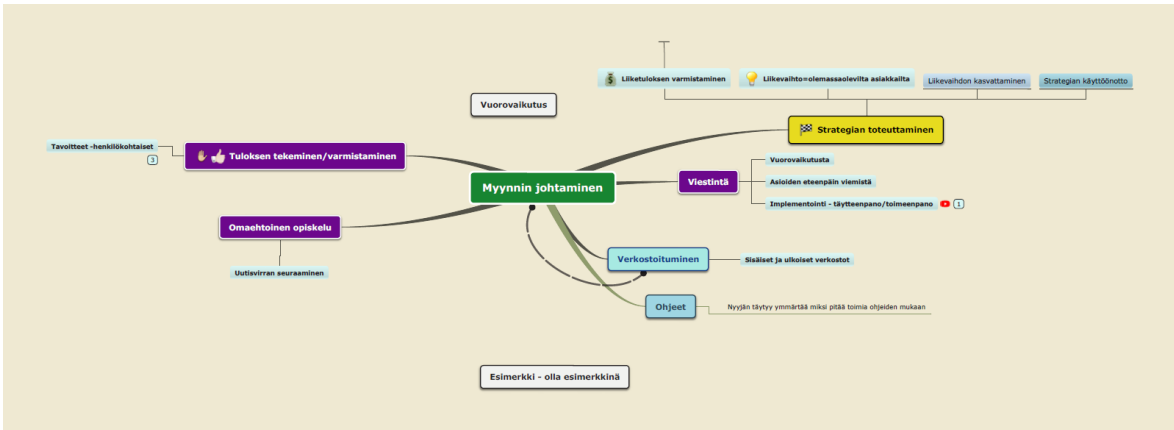 Liiketuloksen varmistaminen
Liikevaihto=olemassaolevilta asiakkailta
Liikevaihdon kasvattaminen
Strategian käyttöönotto
Vuorovaikutus
Strategian toteuttaminen
Tavoitteet -henkilökohtaiset
3
Tuloksen tekeminen/varmistaminen
Vuorovaikutusta
Myynnin johtaminen
Viestintä
Asioiden eteenpäin viemistä
Implementointi - täytteenpano/toimeenpano
1
Omaehtoinen opiskelu
Uutisvirran seuraaminen
Verkostoituminen
Sisäiset ja ulkoiset verkostot
Ohjeet
Nyyjän täytyy ymmärtää miksi pitää toimia ohjeiden mukaan
Esimerkki - olla esimerkkinä